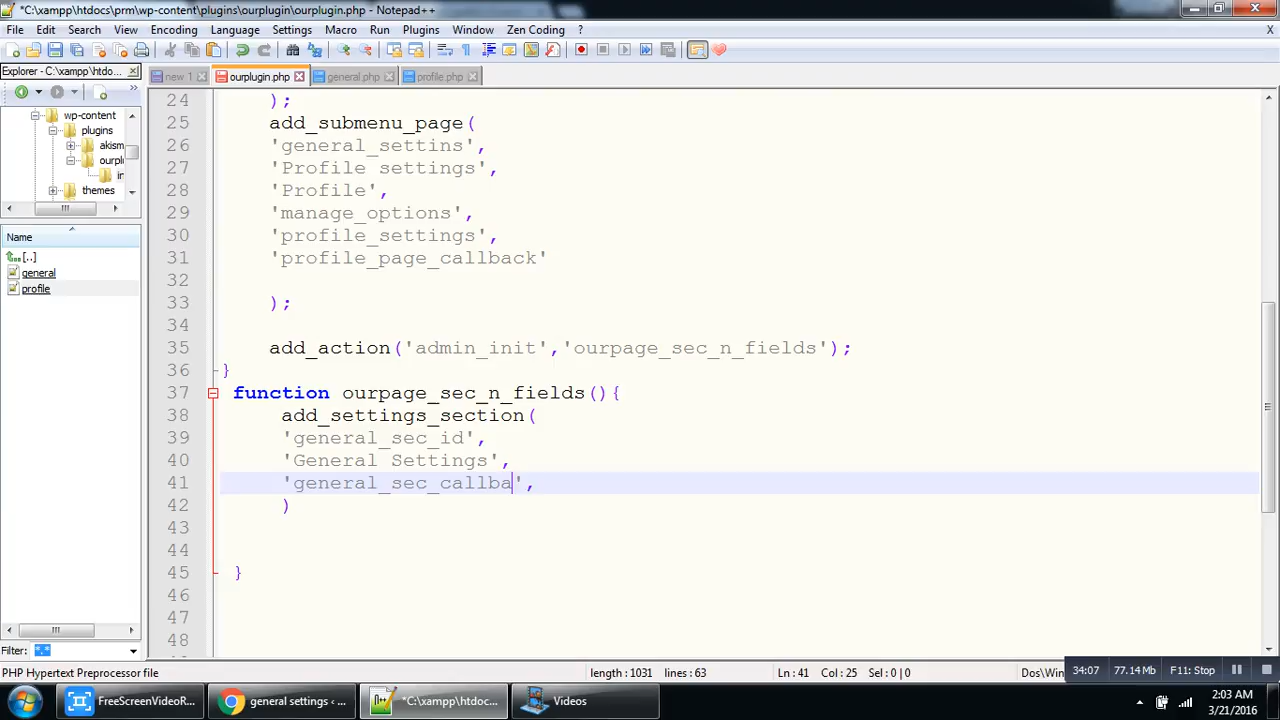 *C:\xampp\htdocs\prm\wp-content\plugins\ourplugin\ourplugin.php - Notepad++
File Edit Search View Encoding Language Settings Macro Run Plugins Window Zen Coding ? X
Explorer - C:\xampp\htdo...
new 1 ourplugin.php general.php profile.php
wp-content
plugins
akism
ourpl
in
themes
Name
[..]
general
profile
Filter: *.*
24 );
25 add_submenu_page(
26 'general_settins',
27 'Profile settings',
28 'Profile',
29 'manage_options',
30 'profile_settings',
31 'profile_page_callback'
32
33 );
34
35 add_action('admin_init','ourpage_sec_n_fields');
36 }
37 function ourpage_sec_n_fields(){
38 add_settings_section(
39 'general_sec_id',
40 'General Settings',
41 'general_sec_callba',
42 )
43
44
45 }
46
47
48
PHP Hypertext Preprocessor file length : 1031 lines : 63 Ln : 41 Col : 25 Sel : 0 | 0 Dos\Win
34:07 77.14 Mb F11: Stop
FreeScreenVideoR... general settings ‹ ... *C:\xampp\htdoc... Videos
2:03 AM
3/21/2016